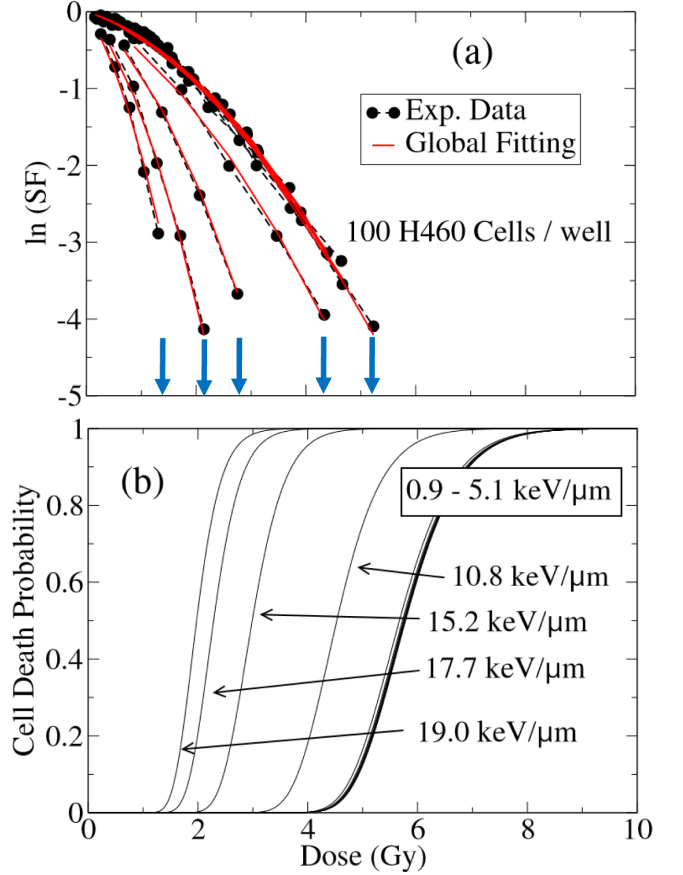 0
(a)
-1
Exp. Data
Global Fitting
-2
ln (SF)
-3
100 H460 Cells / well
-4
-5
1
(b)
0.9 - 5.1 keV/μm
0.8
Cell Death Probability
0.6
10.8 keV/μm
15.2 keV/μm
0.4
17.7 keV/μm
0.2
19.0 keV/μm
0
0 2 4 6 8 10
Dose (Gy)